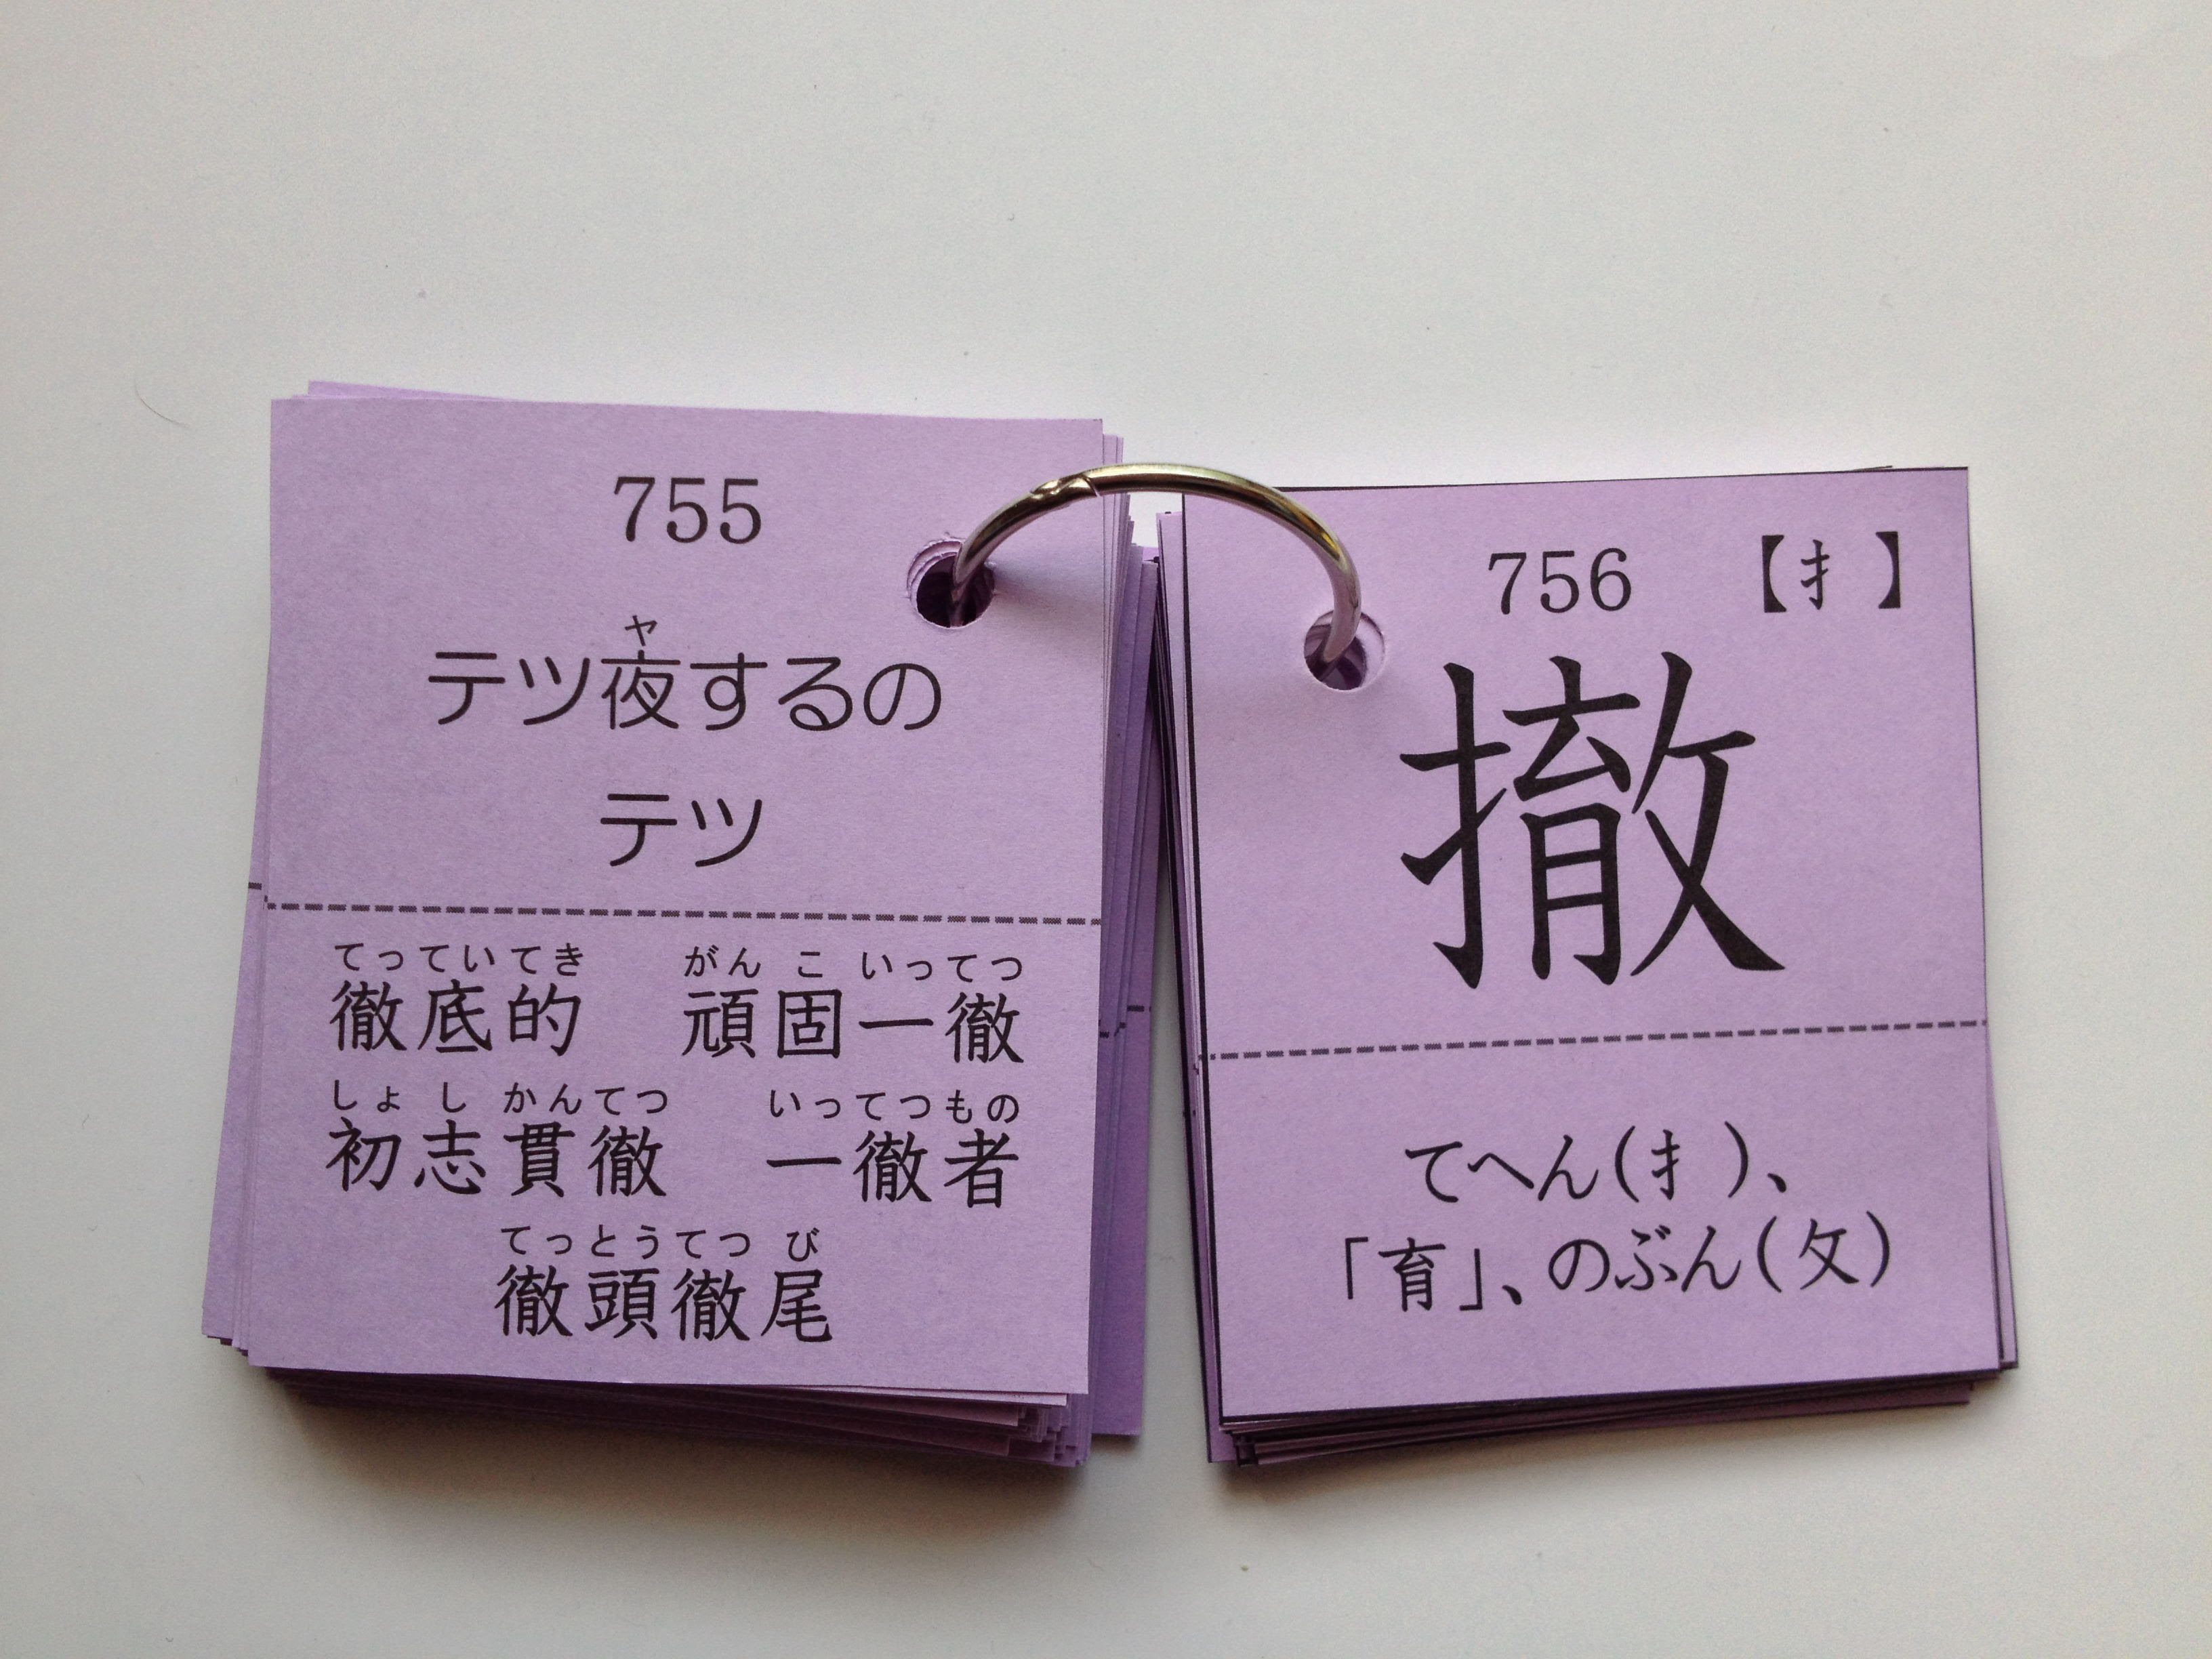 755
ヤ
テツ夜するの
テツ
てっていてき　がんこいってつ
徹底的　頑固一徹
しょしかんてつ　いってつもの
初志貫徹　一徹者
てっとうてつび
徹頭徹尾
756　【扌】
撤
てへん(扌)、
「育」、のぶん(攵)